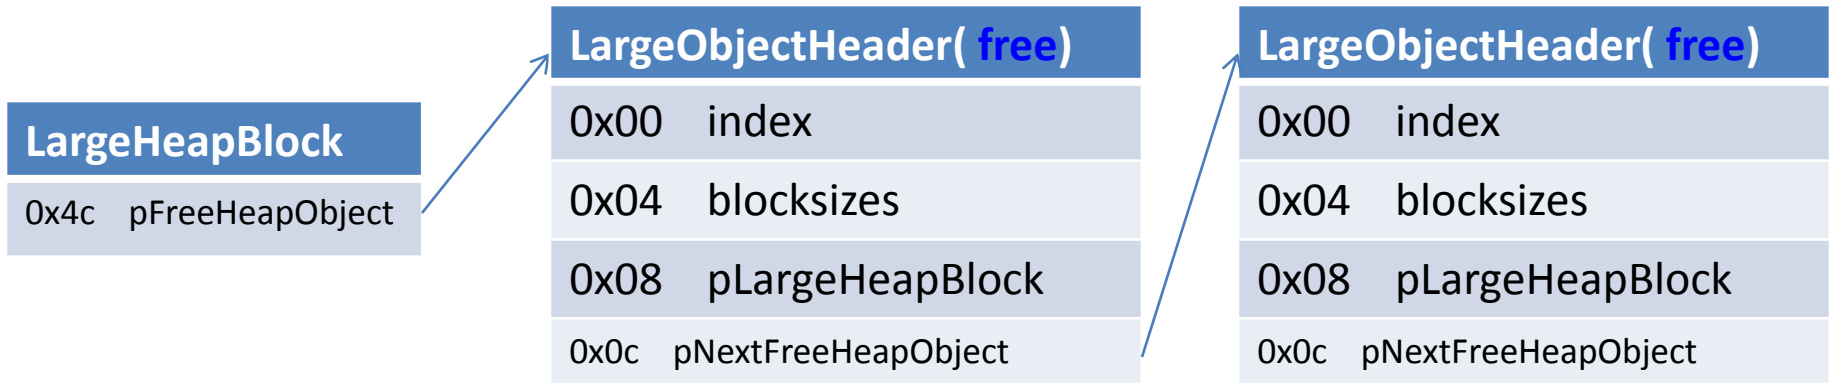 LargeHeapBlock
0x4c pFreeHeapObject
LargeObjectHeader( free)
0x00 index
0x04 blocksizes
0x08 pLargeHeapBlock
0x0c pNextFreeHeapObject
LargeObjectHeader( free)
0x00 index
0x04 blocksizes
0x08 pLargeHeapBlock
0x0c pNextFreeHeapObject